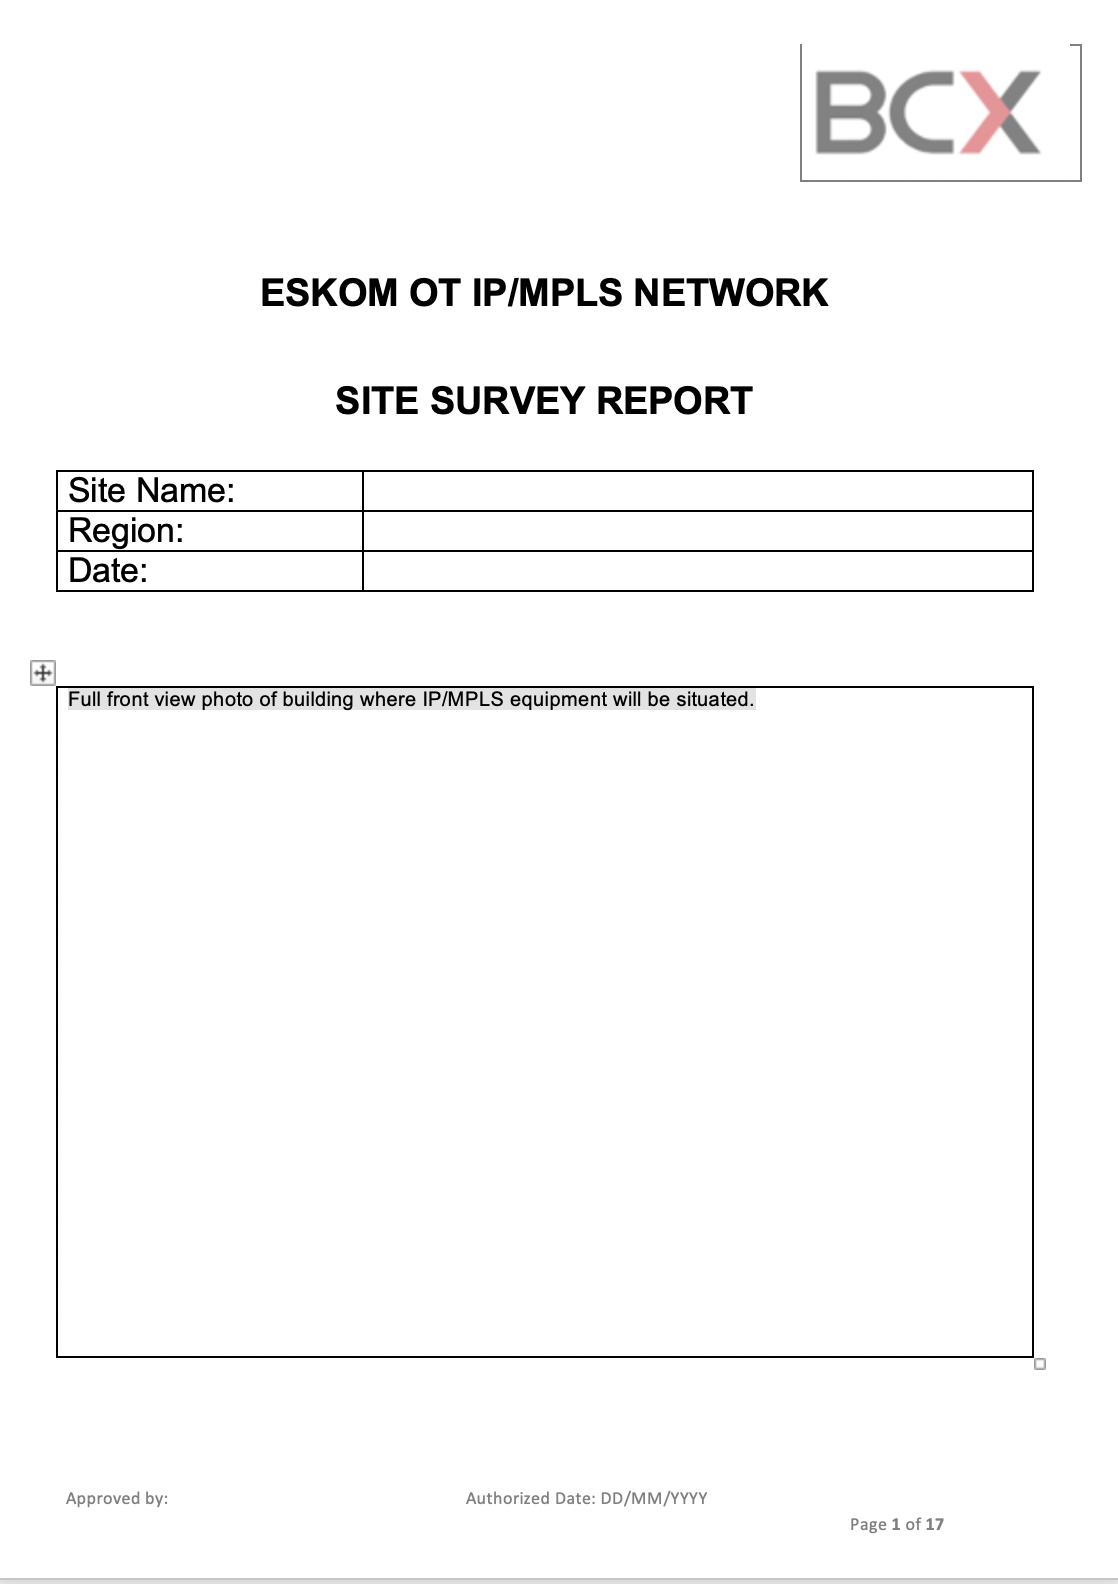 BCX
ESKOM OT IP/MPLS NETWORK
SITE SURVEY REPORT
Site Name:
Region:
Date:
Full front view photo of building where IP/MPLS equipment will be situated.
Approved by:
Authorized Date: DD/MM/YYYY
Page 1 of 17